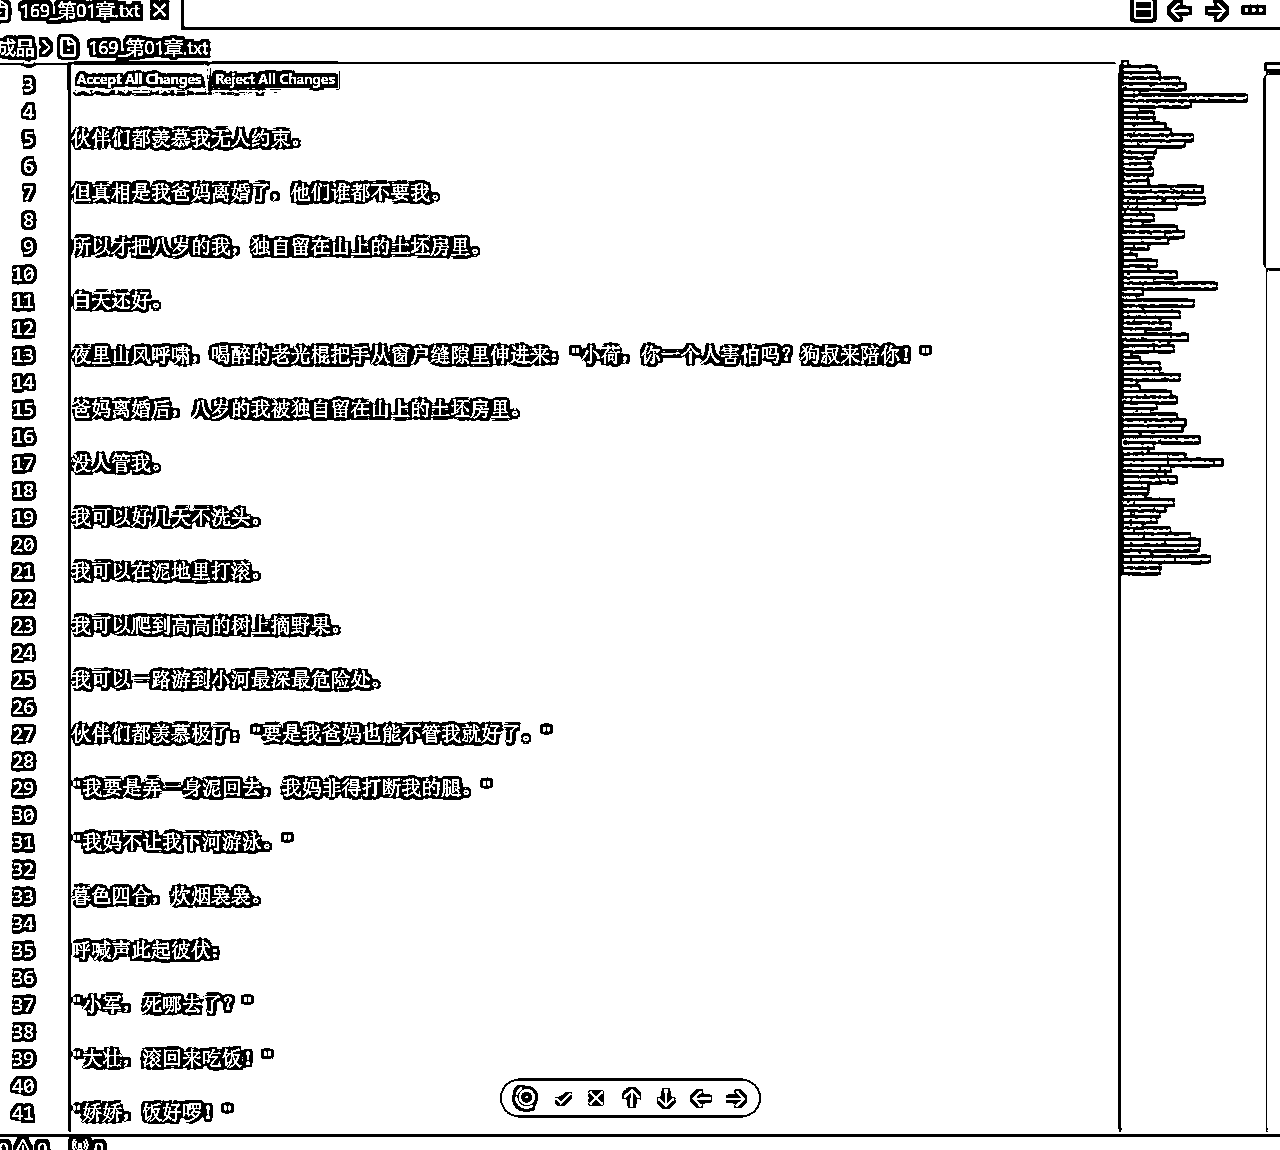 169_第01章.txt
成品 > 169_第01章.txt
Accept All Changes Reject All Changes
3
4
5 伙伴们都羡慕我无人约束。
6
7 但真相是我爸妈离婚了，他们谁都不要我。
8
9 所以才把八岁的我，独自留在山上的土坯房里。
10
11 白天还好。
12
13 夜里山风呼啸，喝醉的老光棍把手从窗户缝隙里伸进来："小荷，你一个人害怕吗？狗叔来陪你！"
14
15 爸妈离婚后，八岁的我被独自留在山上的土坯房里。
16
17 没人管我。
18
19 我可以好几天不洗头。
20
21 我可以在泥地里打滚。
22
23 我可以爬到高高的树上摘野果。
24
25 我可以一路游到小河最深最危险处。
26
27 伙伴们都羡慕极了："要是我爸妈也能不管我就好了。"
28
29 "我要是弄一身泥回去，我妈非得打断我的腿。"
30
31 "我妈不让我下河游泳。"
32
33 暮色四合，炊烟袅袅。
34
35 呼喊声此起彼伏：
36
37 "小军，死哪去了？"
38
39 "大壮，滚回来吃饭！"
40
41 "娇娇，饭好啰！"